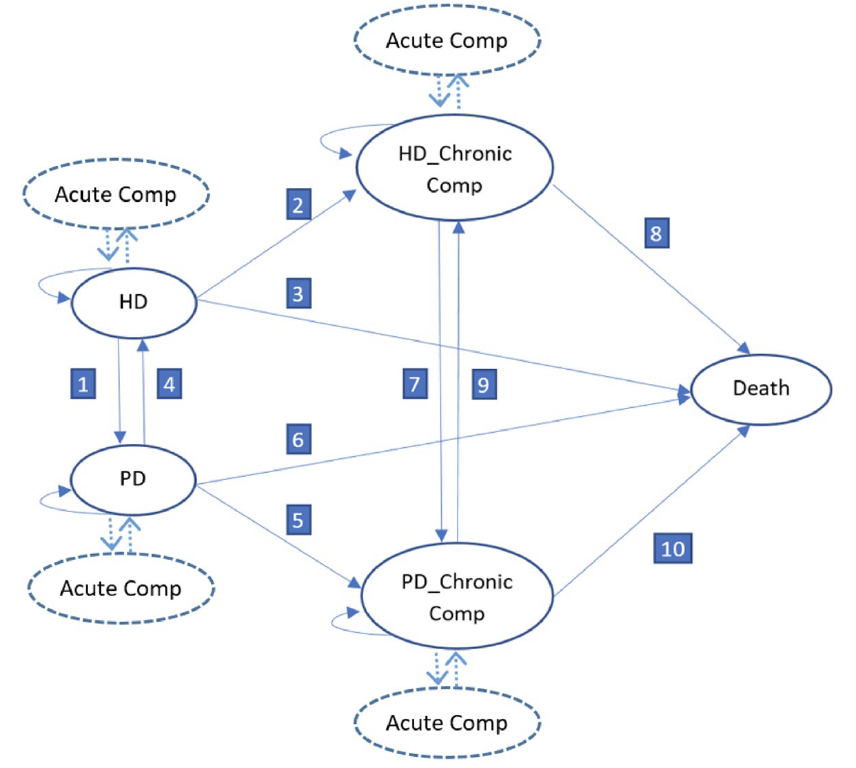 Acute Comp
HD_Chronic
Comp
Acute Comp
2
8
3
HD
1
4
7
9
Death
6
PD
5
10
Acute Comp
PD_Chronic
Comp
Acute Comp